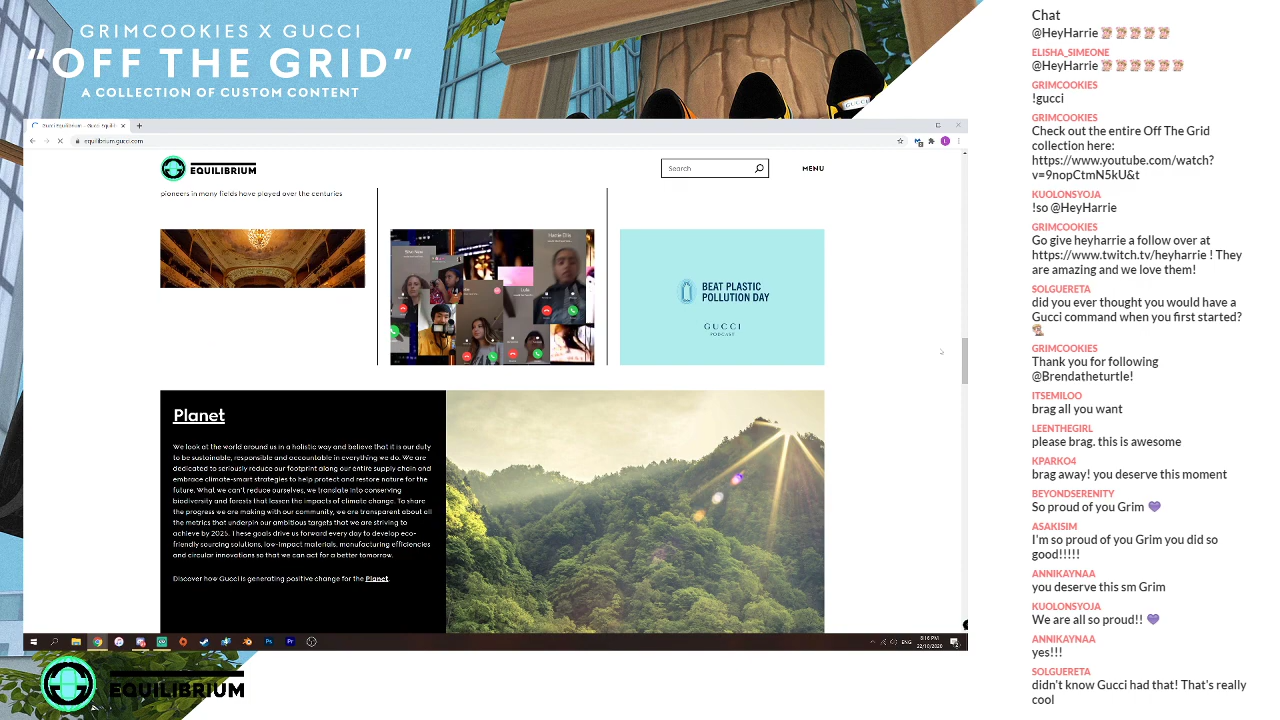 GRIMCOOKIES X GUCCI
"OFF THE GRID"
A COLLECTION OF CUSTOM CONTENT
equilibrium.gucci.com
EQUILIBRIUM
Search
MENU
pioneers in many fields have played over the centuries
BEAT PLASTIC
POLLUTION DAY
GUCCI
PODCAST
Planet
We look at the world around us in a holistic way and believe that it is our duty
to be sustainable, responsible and accountable in everything we do. We are
dedicated to seriously reduce our footprint along our entire supply chain and
embrace climate-smart strategies to help protect and restore nature for the
future. What we can't reduce ourselves, we translate into conserving
biodiversity and forests that lessen the impacts of climate change. To share
the progress we are making with our community, we are transparent about all
the metrics that underpin our ambitious targets that we are striving to
achieve by 2025. These goals drive us forward every day to develop eco-
friendly sourcing solutions, low-impact materials, manufacturing efficiencies
and circular innovations so that we can act for a better tomorrow.
Discover how Gucci is generating positive change for the Planet.
ENG
8:16 PM
22/10/2020
EQUILIBRIUM
Chat
@HeyHarrie
ELISHA_SIMEONE
@HeyHarrie
GRIMCOOKIES
!gucci
GRIMCOOKIES
Check out the entire Off The Grid
collection here:
https://www.youtube.com/watch?
v=9nopCtmN5kU&t
KUOLONSYOJA
!so @HeyHarrie
GRIMCOOKIES
Go give heyharrie a follow over at
https://www.twitch.tv/heyharrie ! They
are amazing and we love them!
SOLGUERETA
did you ever thought you would have a
Gucci command when you first started?
GRIMCOOKIES
Thank you for following
@Brendatheturtle!
ITSEMILOO
brag all you want
LEENTHEGIRL
please brag. this is awesome
KPARKO4
brag away! you deserve this moment
BEYONDSERENITY
So proud of you Grim 💜
ASAKISIM
I'm so proud of you Grim you did so
good!!!!!
ANNIKAYNAA
you deserve this sm Grim
KUOLONSYOJA
We are all so proud!! 💜
ANNIKAYNAA
yes!!!
SOLGUERETA
didn't know Gucci had that! That's really
cool